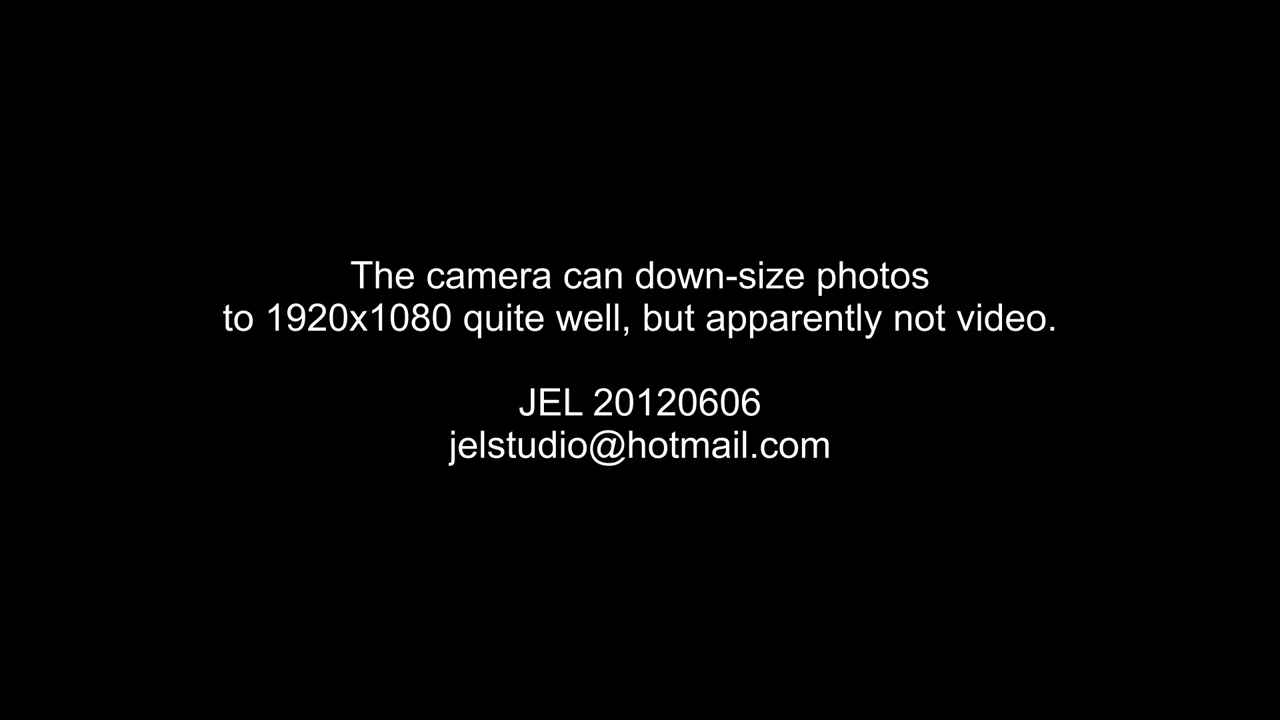 The camera can down-size photos
to 1920x1080 quite well, but apparently not video.
JEL 20120606
jelstudio@hotmail.com